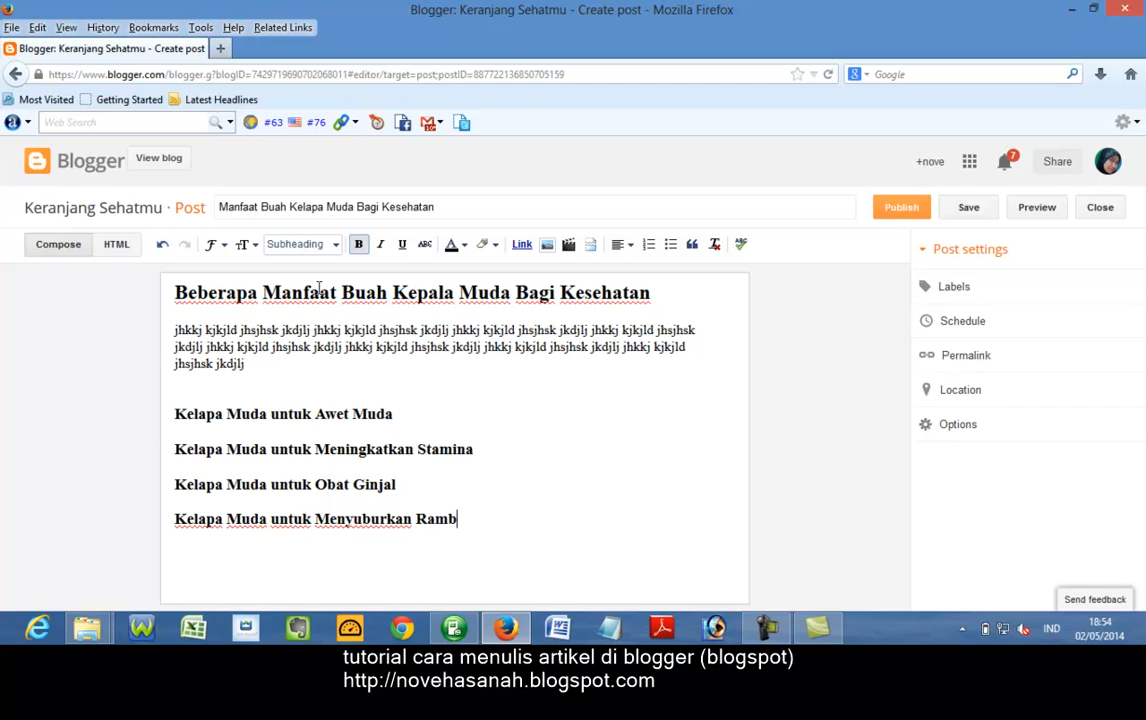 Blogger: Keranjang Sehatmu - Create post - Mozilla Firefox
File Edit View History Bookmarks Tools Help Related Links
Blogger: Keranjang Sehatmu - Create post
https://www.blogger.com/blogger.g?blogID=7429719690702068011#editor/target=post;postID=887722136850705159
Google
Most Visited Getting Started Latest Headlines
Web Search #63 #76
Blogger View blog +nove 7 Share
Keranjang Sehatmu · Post Manfaat Buah Kelapa Muda Bagi Kesehatan Publish Save Preview Close
Compose HTML Subheading B I U ABC A Link
Post settings
Beberapa Manfaat Buah Kepala Muda Bagi Kesehatan
jhkkj kjkjld jhsjhsk jkdjlj jhkkj kjkjld jhsjhsk jkdjlj jhkkj kjkjld jhsjhsk jkdjlj jhkkj kjkjld jhsjhsk
jkdjlj jhkkj kjkjld jhsjhsk jkdjlj jhkkj kjkjld jhsjhsk jkdjlj jhkkj kjkjld jhsjhsk jkdjlj jhkkj kjkjld
jhsjhsk jkdjlj
Kelapa Muda untuk Awet Muda
Kelapa Muda untuk Meningkatkan Stamina
Kelapa Muda untuk Obat Ginjal
Kelapa Muda untuk Menyuburkan Ramb
Labels
Schedule
Permalink
Location
Options
Send feedback
IND
18:54
02/05/2014
tutorial cara menulis artikel di blogger (blogspot)
http://novehasanah.blogspot.com